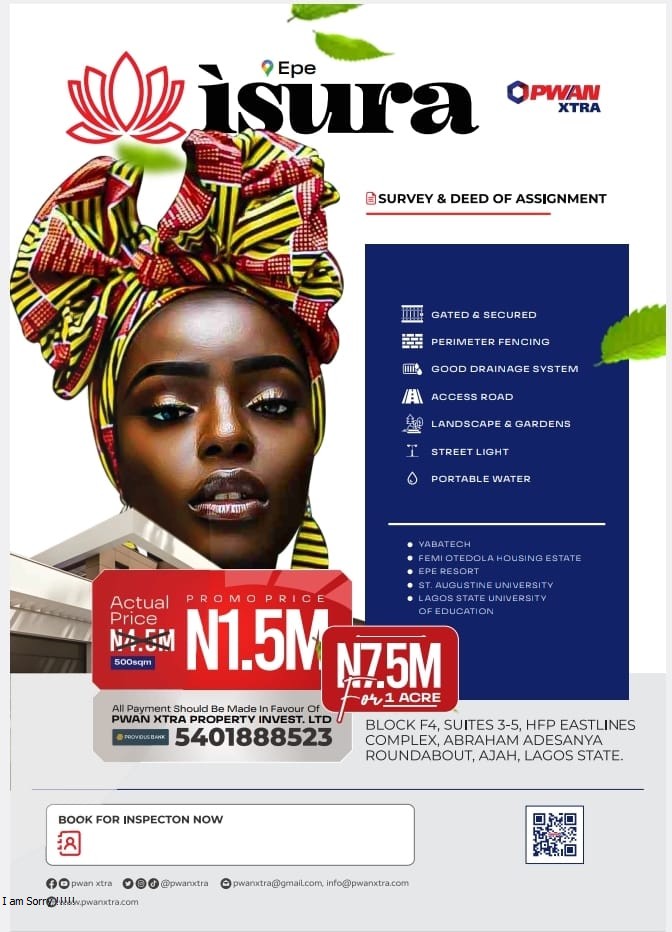 Epe
ìsura
PWAN
XTRA
SURVEY & DEED OF ASSIGNMENT
GATED & SECURED
PERIMETER FENCING
GOOD DRAINAGE SYSTEM
ACCESS ROAD
LANDSCAPE & GARDENS
STREET LIGHT
PORTABLE WATER
YABATECH
FEMI OTEDOLA HOUSING ESTATE
EPE RESORT
ST. AUGUSTINE UNIVERSITY
LAGOS STATE UNIVERSITY
OF EDUCATION
Actual
Price
N4.5M
500sqm
PROMO PRICE
N1.5M
N7.5M
For 1 ACRE
All Payment Should Be Made In Favour Of
PWAN XTRA PROPERTY INVEST. LTD
PROVIDUS BANK 5401888523
BLOCK F4, SUITES 3-5, HFP EASTLINES
COMPLEX, ABRAHAM ADESANYA
ROUNDABOUT, AJAH, LAGOS STATE.
BOOK FOR INSPECTON NOW
pwan xtra @pwanxtra pwanxtra@gmail.com, info@pwanxtra.com
I am Sorry!!!!! .pwanxtra.com